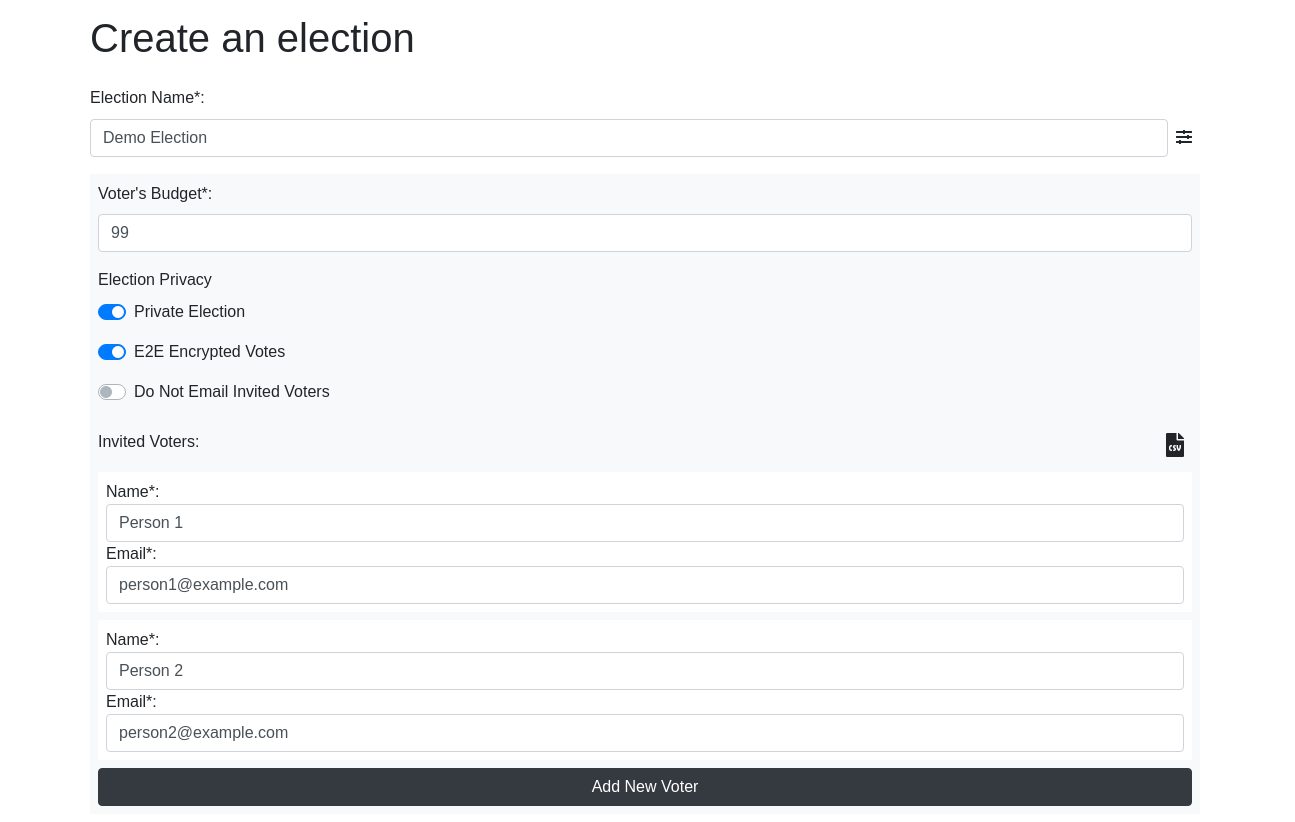 Create an election
Election Name*:
Demo Election
Voter's Budget*:
99
Election Privacy
Private Election
E2E Encrypted Votes
Do Not Email Invited Voters
Invited Voters:
CSV
Name*:
Person 1
Email*:
person1@example.com
Name*:
Person 2
Email*:
person2@example.com
Add New Voter